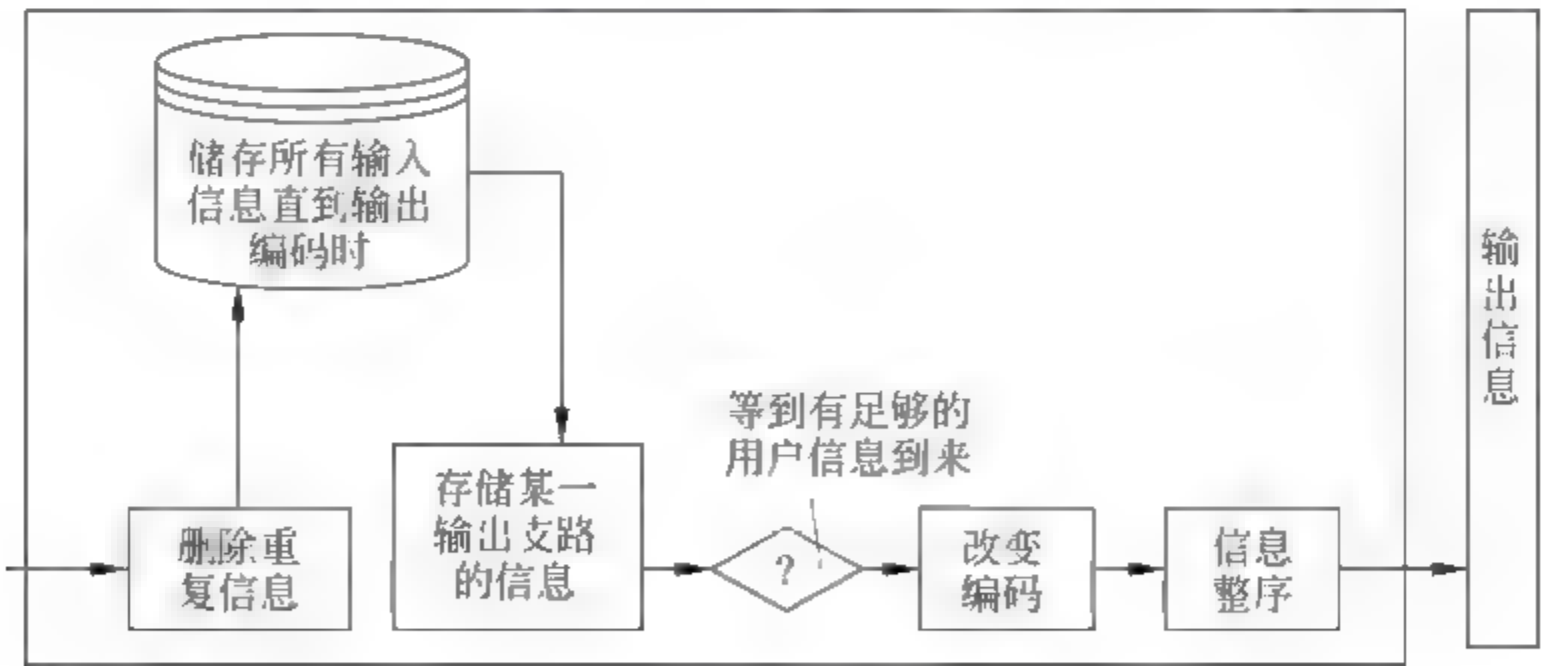 储存所有输入
信息直到输出
编码时
删除重
复信息
存储某一
输出支路
的信息
等到有足够的
用户信息到来
?
改变
编码
信息
整序
输出信息